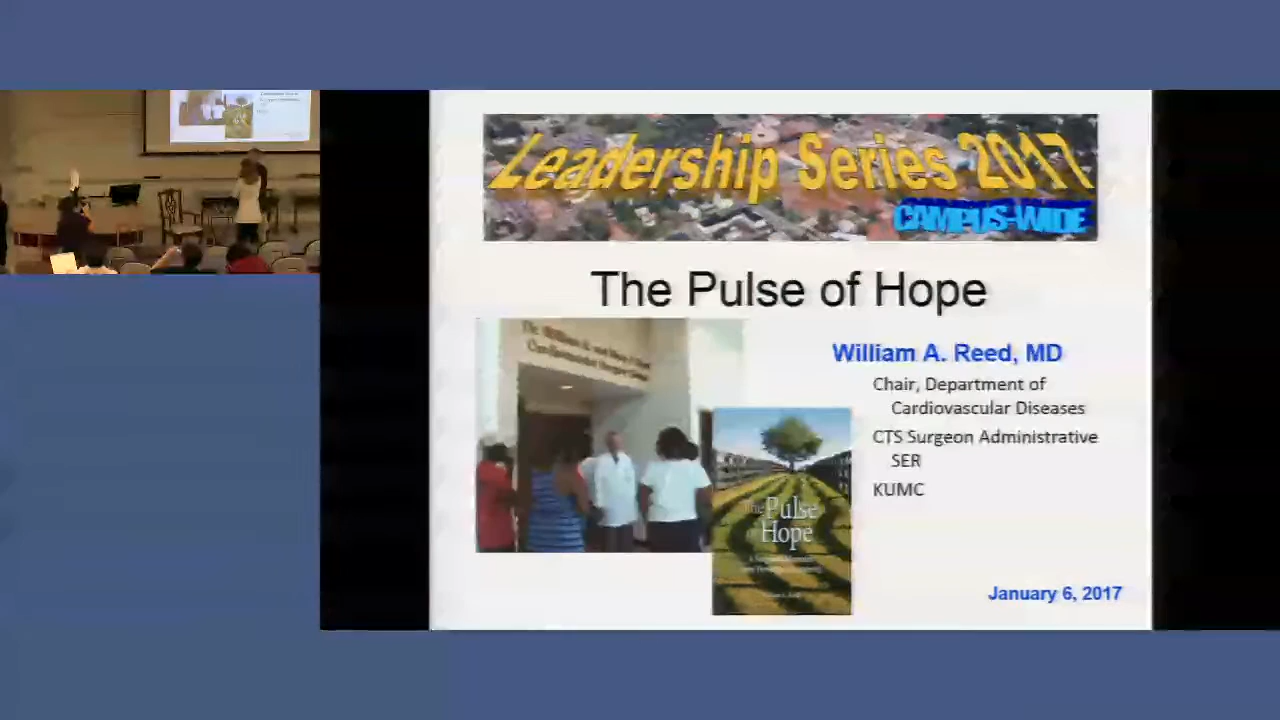 Leadership Series 2017
CAMPUS-WIDE
The Pulse of Hope
William A. Reed, MD
Chair, Department of
Cardiovascular Diseases
CTS Surgeon Administrative
SER
KUMC
The Pulse
of Hope
January 6, 2017